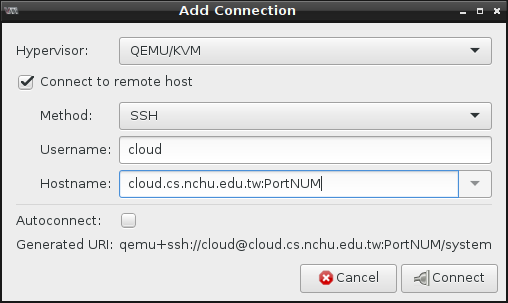 Add Connection
Hypervisor: QEMU/KVM
Connect to remote host
Method: SSH
Username: cloud
Hostname: cloud.cs.nchu.edu.tw:PortNUM
Autoconnect:
Generated URI: qemu+ssh://cloud@cloud.cs.nchu.edu.tw:PortNUM/system
Cancel Connect